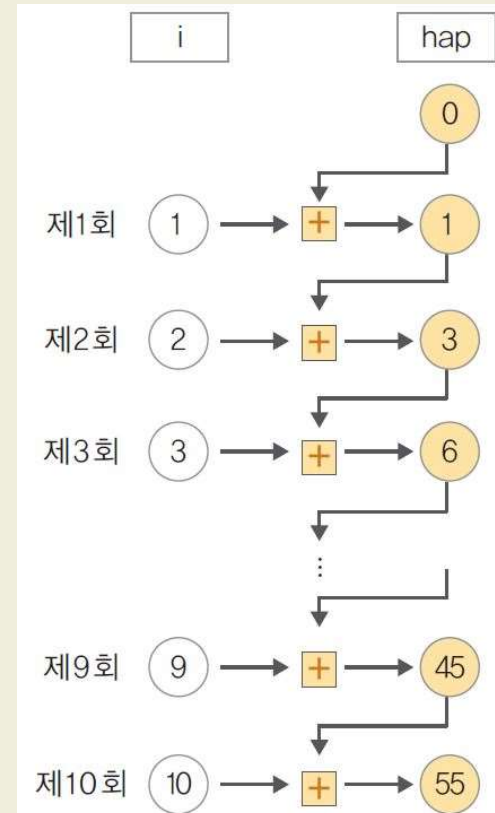 i hap
0
제1회 1 + 1
제2회 2 + 3
제3회 3 + 6
⋮
제9회 9 + 45
제10회 10 + 55